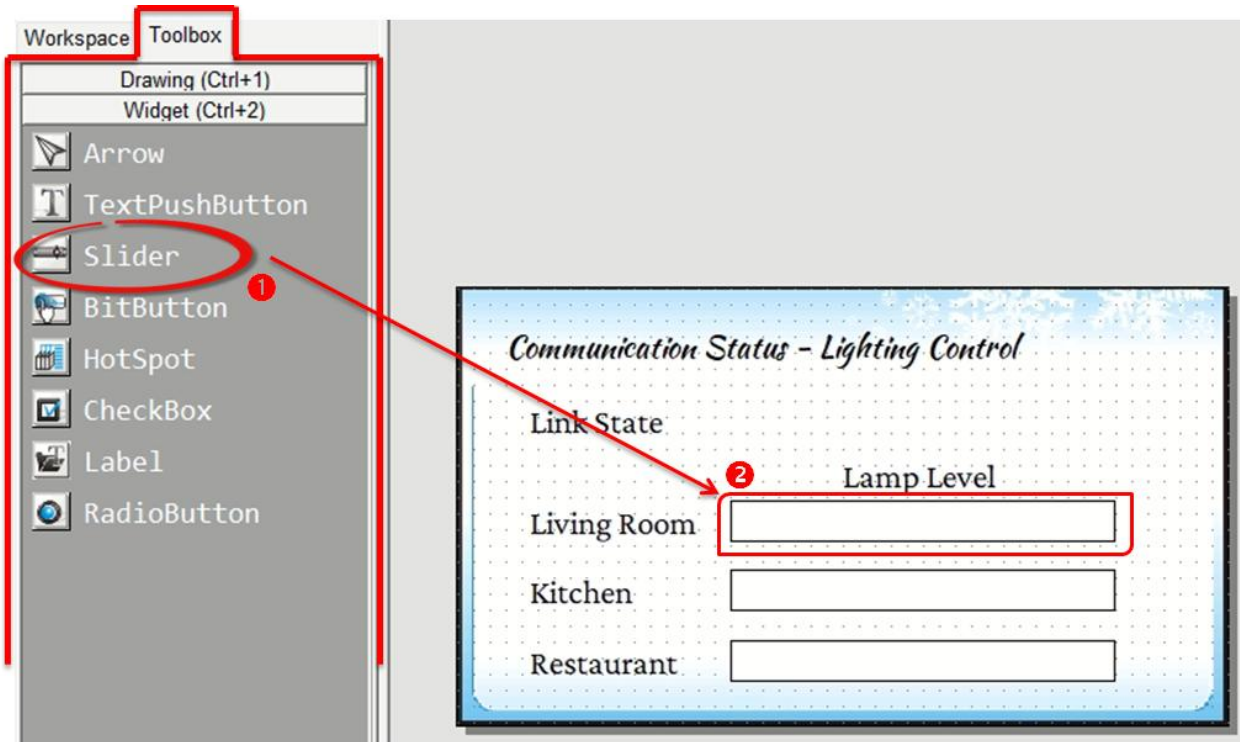 Workspace Toolbox
Drawing (Ctrl+1)
Widget (Ctrl+2)
Arrow
TextPushButton
Slider
1
BitButton
HotSpot
CheckBox
Label
RadioButton
Communication Status - Lighting Control
Link State
2 Lamp Level
Living Room
Kitchen
Restaurant